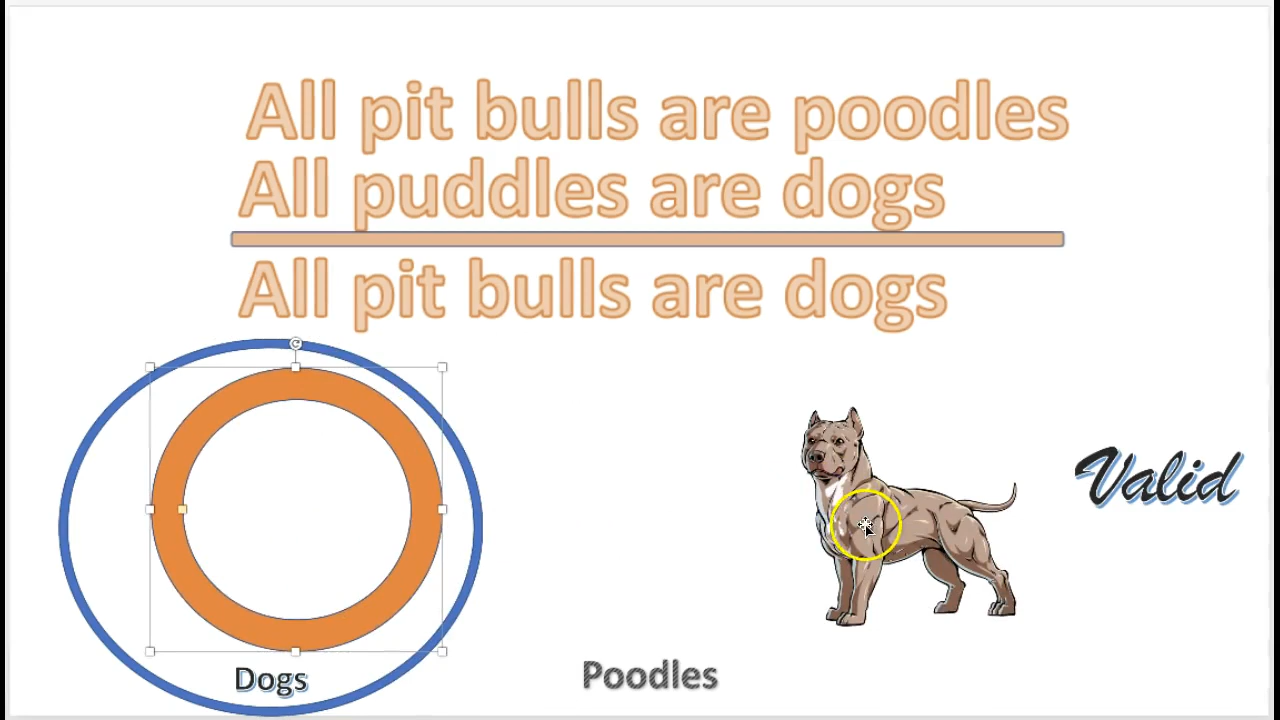 All pit bulls are poodles
All puddles are dogs
All pit bulls are dogs
Valid
Dogs
Poodles